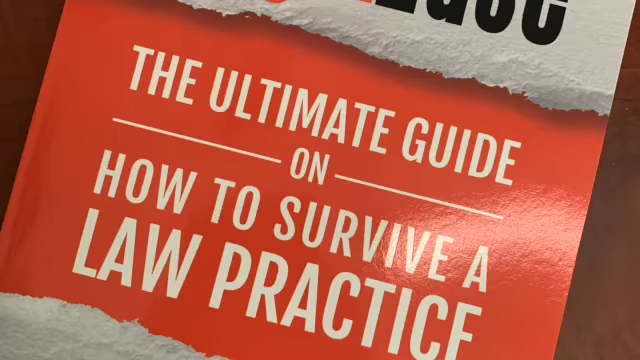 THE ULTIMATE GUIDE
ON
HOW TO SURVIVE A
LAW PRACTICE